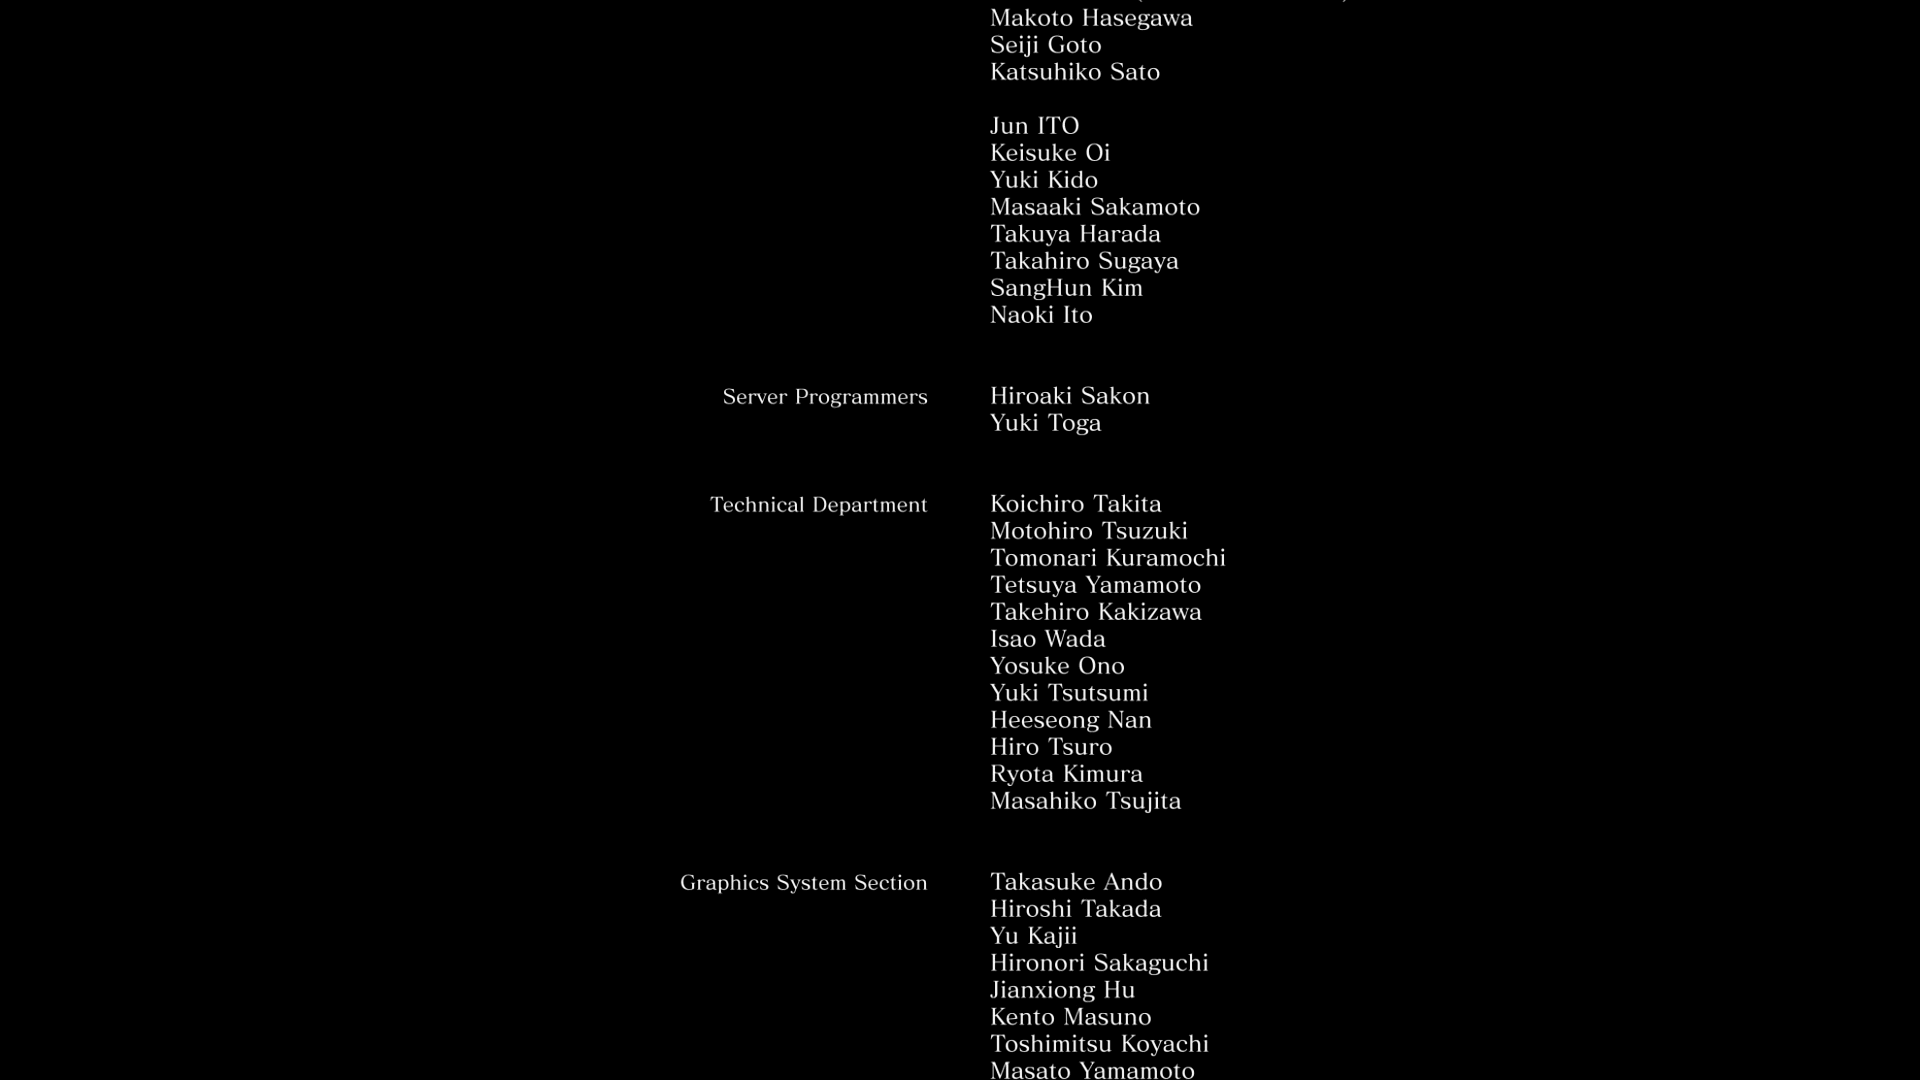 Makoto Hasegawa
Seiji Goto
Katsuhiko Sato
Jun ITO
Keisuke Oi
Yuki Kido
Masaaki Sakamoto
Takuya Harada
Takahiro Sugaya
SangHun Kim
Naoki Ito
Server Programmers Hiroaki Sakon
Yuki Toga
Technical Department Koichiro Takita
Motohiro Tsuzuki
Tomonari Kuramochi
Tetsuya Yamamoto
Takehiro Kakizawa
Isao Wada
Yosuke Ono
Yuki Tsutsumi
Heeseong Nan
Hiro Tsuro
Ryota Kimura
Masahiko Tsujita
Graphics System Section Takasuke Ando
Hiroshi Takada
Yu Kajii
Hironori Sakaguchi
Jianxiong Hu
Kento Masuno
Toshimitsu Koyachi
Masato Yamamoto